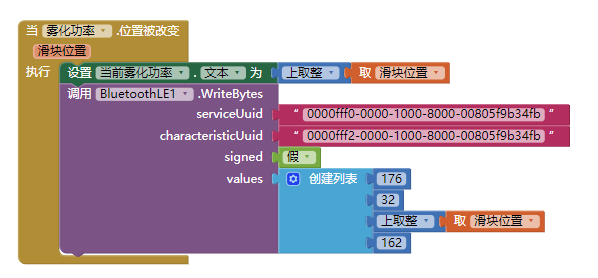 当 雾化功率 .位置被改变
滑块位置
执行 设置 当前雾化功率 . 文本 为 上取整 取 滑块位置
调用 BluetoothLE1 .WriteBytes
serviceUuid “ 0000fff0-0000-1000-8000-00805f9b34fb ”
characteristicUuid “ 0000fff2-0000-1000-8000-00805f9b34fb ”
signed 假
values 创建列表 176
32
上取整 取 滑块位置
162